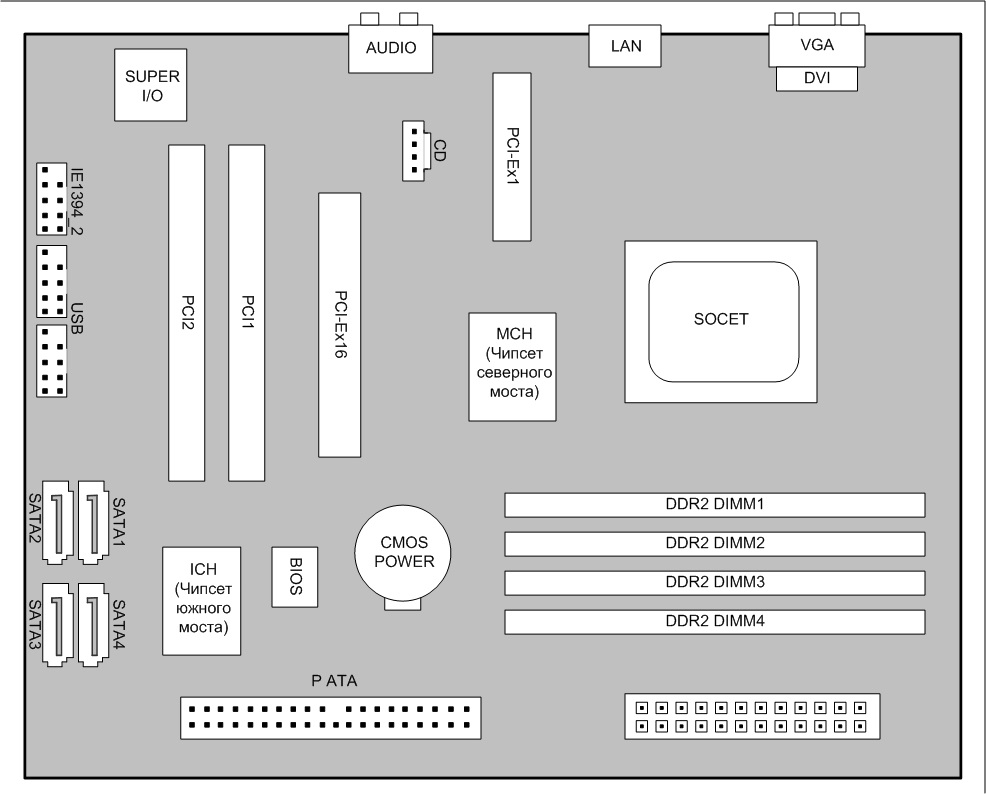 AUDIO
LAN
VGA
DVI
SUPER
I/O
CD
PCI-Ex1
IE1394_2
USB
PCI2
PCI1
PCI-Ex16
MCH
(Чипсет
северного
моста)
SOCET
SATA2
SATA1
SATA3
SATA4
ICH
(Чипсет
южного
моста)
BIOS
CMOS
POWER
DDR2 DIMM1
DDR2 DIMM2
DDR2 DIMM3
DDR2 DIMM4
P ATA